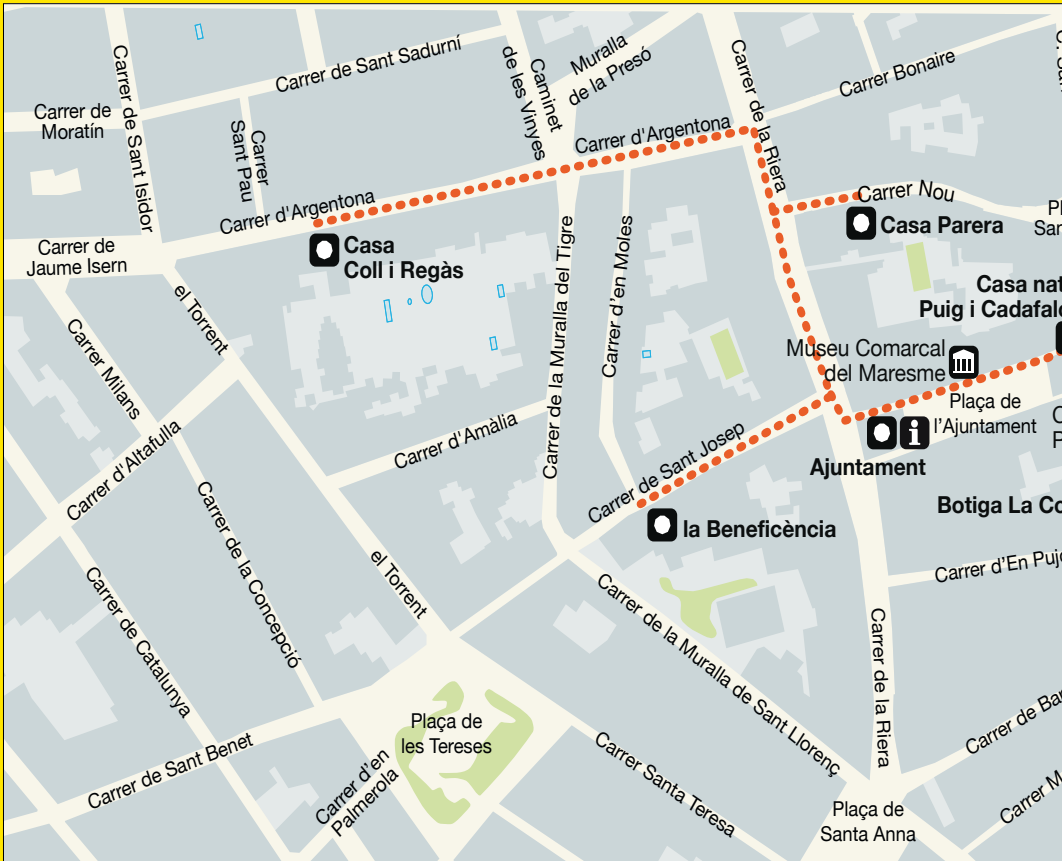 Carrer de Sant Isidor
Carrer de
Moratín
Carrer de Sant Sadurní
Carrer
Sant Pau
Caminet
de les Vinyes
Muralla
de la Presó
Carrer de la Riera
Carrer Bonaire
Carrer d'Argentona
Carrer d'Argentona
Carrer Nou
Casa Parera
Carrer de
Jaume Isern
Casa
Coll i Regàs
el Torrent
Carrer de la Muralla del Tigre
Carrer d'en Moles
Casa nat
Puig i Cadafalc
Museu Comarcal
del Maresme
Carrer Milans
Plaça de
l'Ajuntament
Ajuntament
Carrer d'Amàlia
Carrer de Sant Josep
Carrer d'Altafulla
Botiga La Co
la Beneficència
Carrer de la Concepció
el Torrent
Carrer d'En Pujo
Carrer de Catalunya
Carrer de la Muralla de Sant Llorenç
Carrer de la Riera
Plaça de
les Tereses
Carrer de Sant Benet
Carrer d'en
Palmerola
Carrer Santa Teresa
Carrer de Ba
Carrer M
Plaça de
Santa Anna